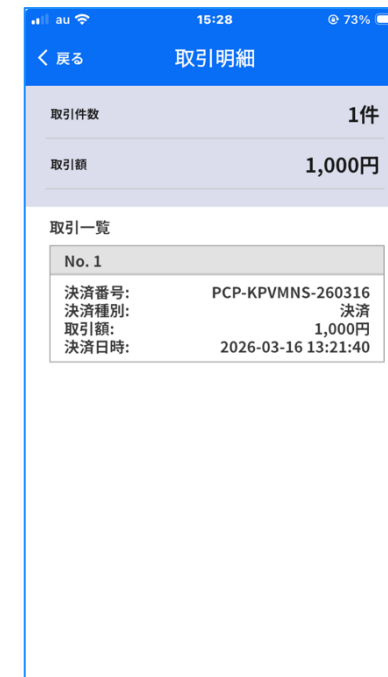 au 15:28 73%
戻る 取引明細
取引件数 1件
取引額 1,000円
取引一覧
No. 1
決済番号: PCP-KPVMNS-260316
決済種別: 決済
取引額: 1,000円
決済日時: 2026-03-16 13:21:40